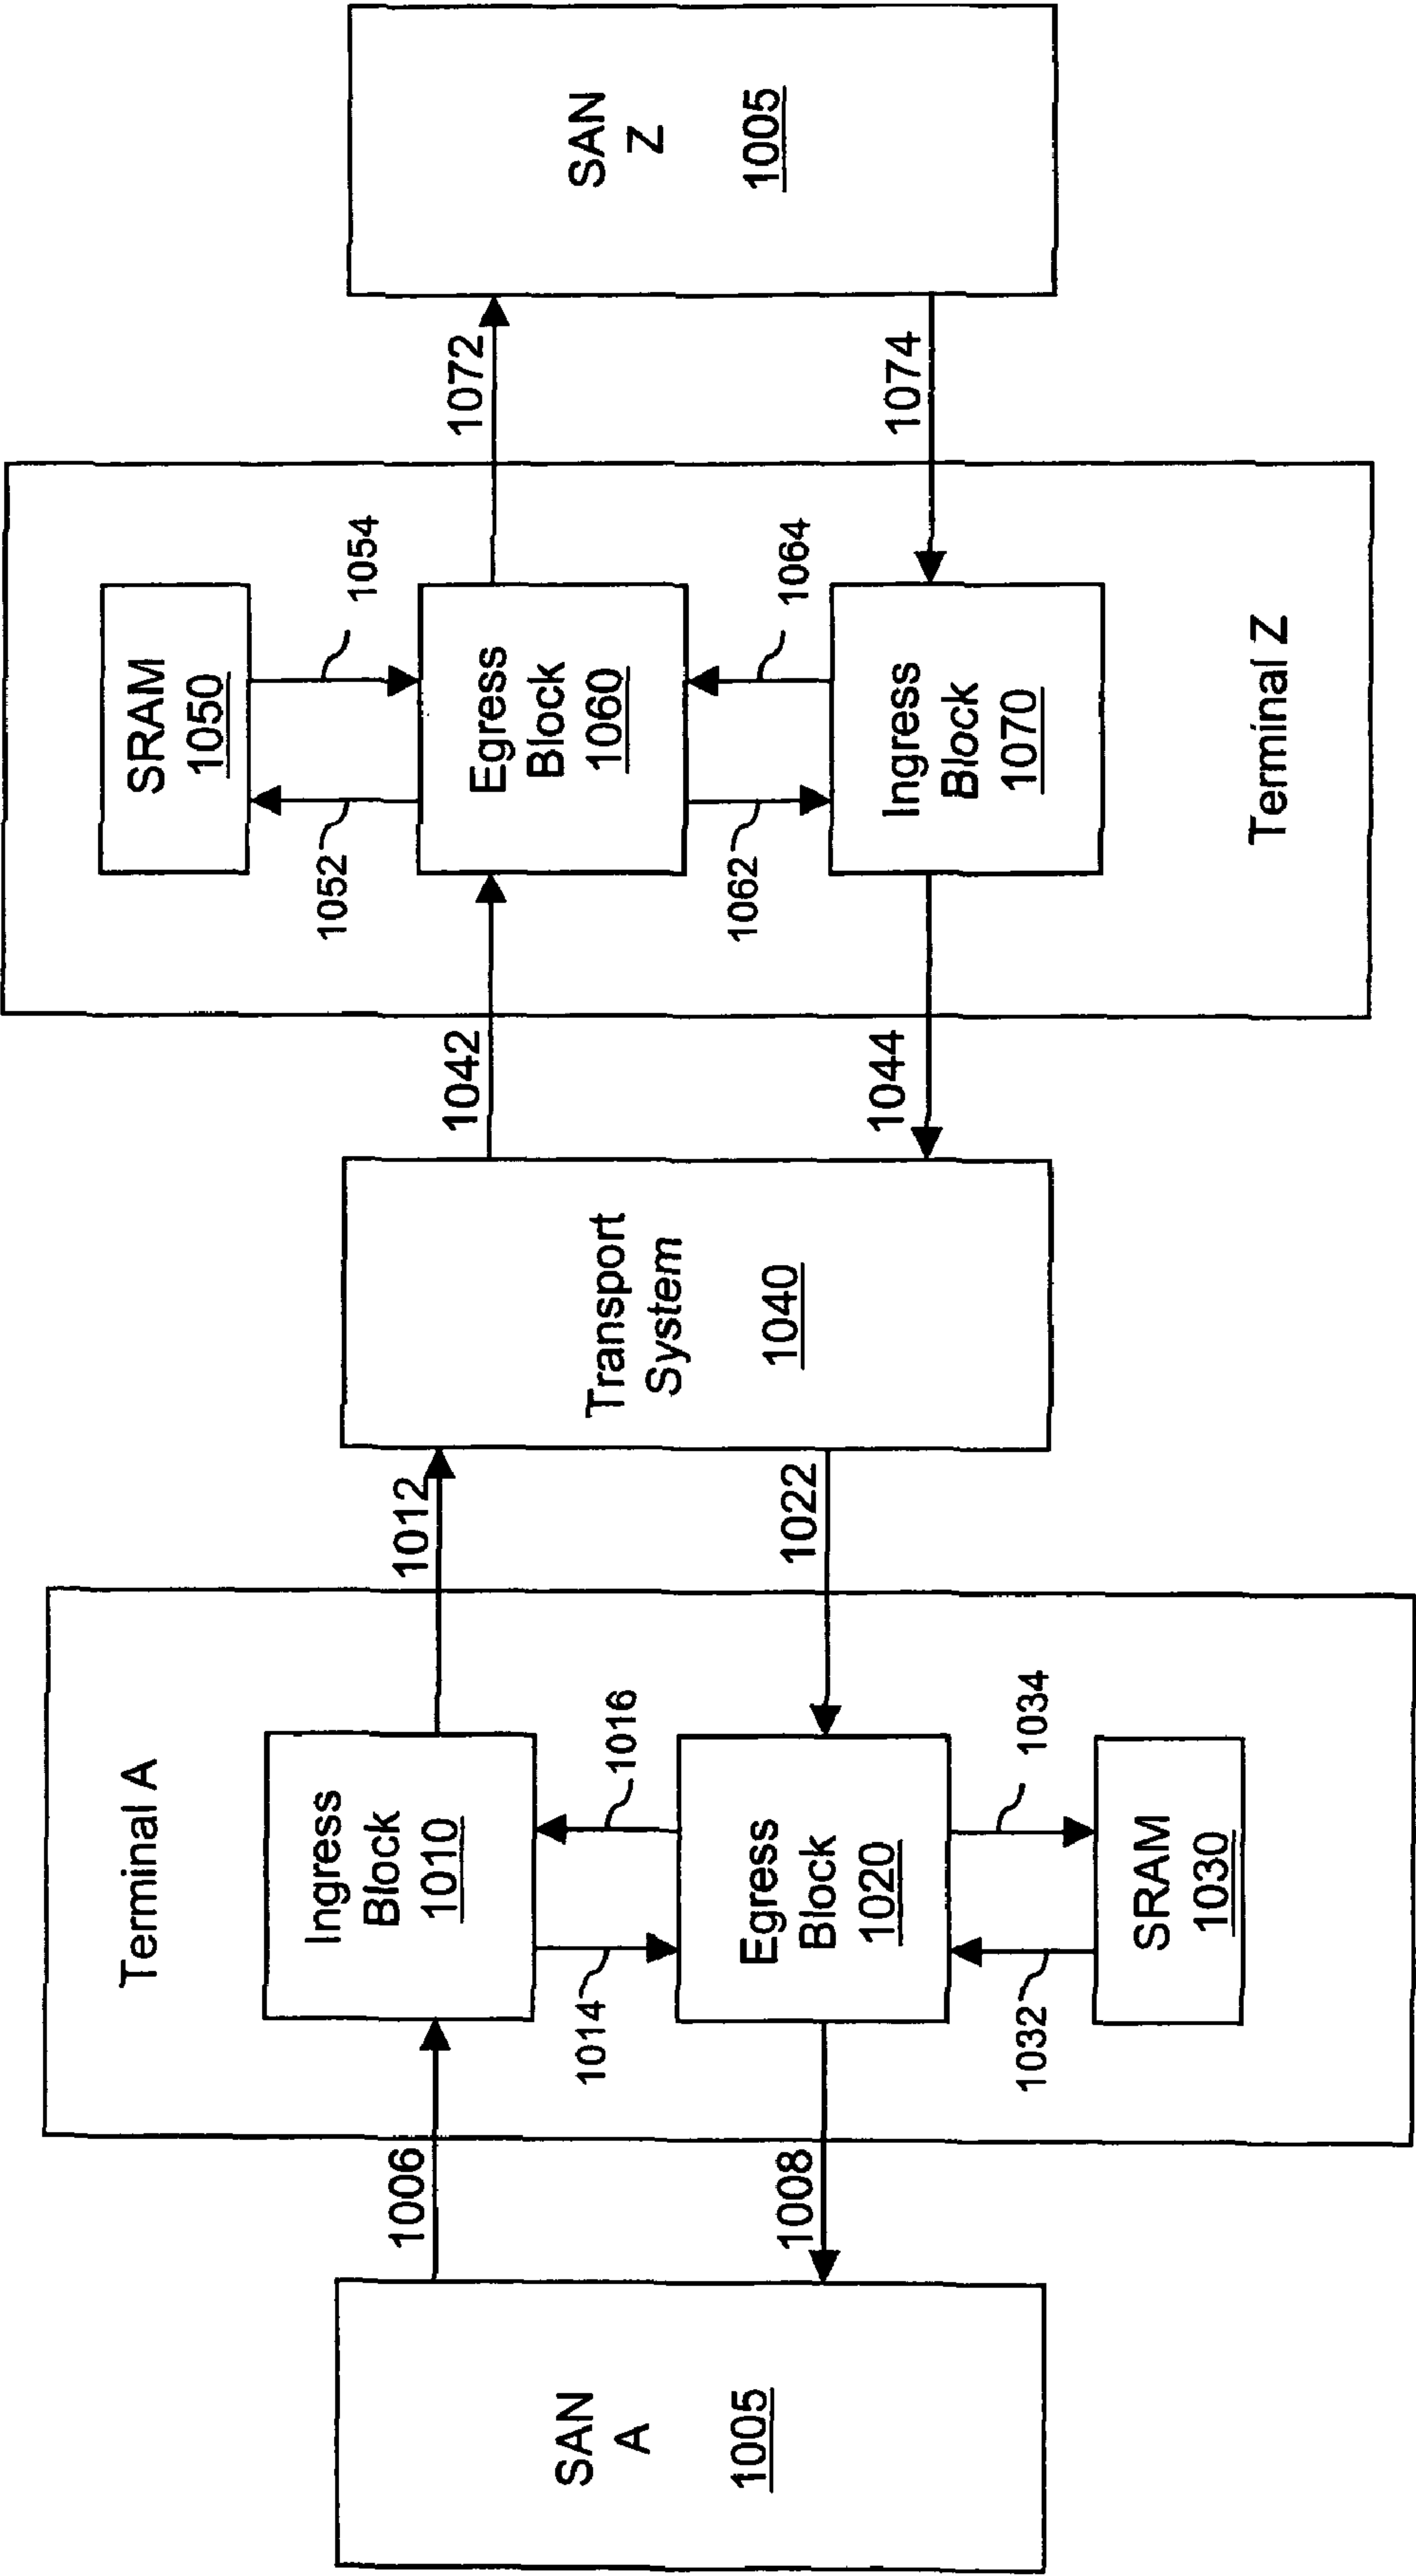 SAN
A
1005
1006
1008
Terminal A
Ingress
Block
1010
1014
1016
Egress
Block
1020
1032
1034
SRAM
1030
1012
1022
Transport
System
1040
1042
1044
SRAM
1050
1052
1054
Egress
Block
1060
1062
1064
Ingress
Block
1070
Terminal Z
1072
1074
SAN
Z
1005